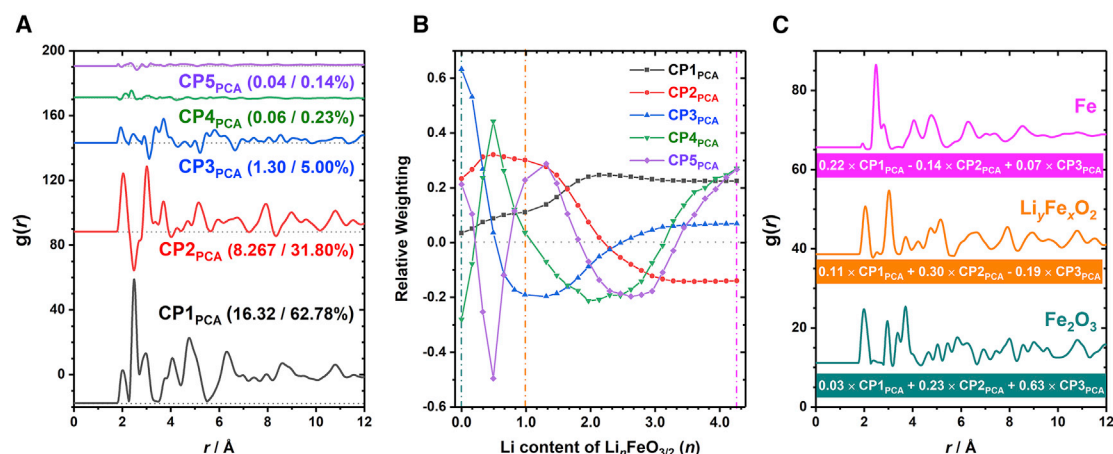 A
200
160
120
80
40
0
g(r)
CP5PCA (0.04 / 0.14%)
CP4PCA (0.06 / 0.23%)
CP3PCA (1.30 / 5.00%)
CP2PCA (8.267 / 31.80%)
CP1PCA (16.32 / 62.78%)
0 2 4 6 8 10 12
r / Å
B
0.6
0.4
0.2
0.0
-0.2
-0.4
-0.6
Relative Weighting
CP1PCA
CP2PCA
CP3PCA
CP4PCA
CP5PCA
0.0 1.0 2.0 3.0 4.0
Li content of LinFeO3/2 (n)
C
80
60
40
20
0
g(r)
Fe
0.22 × CP1PCA - 0.14 × CP2PCA + 0.07 × CP3PCA
LiyFexO2
0.11 × CP1PCA + 0.30 × CP2PCA - 0.19 × CP3PCA
Fe2O3
0.03 × CP1PCA + 0.23 × CP2PCA + 0.63 × CP3PCA
0 2 4 6 8 10 12
r / Å